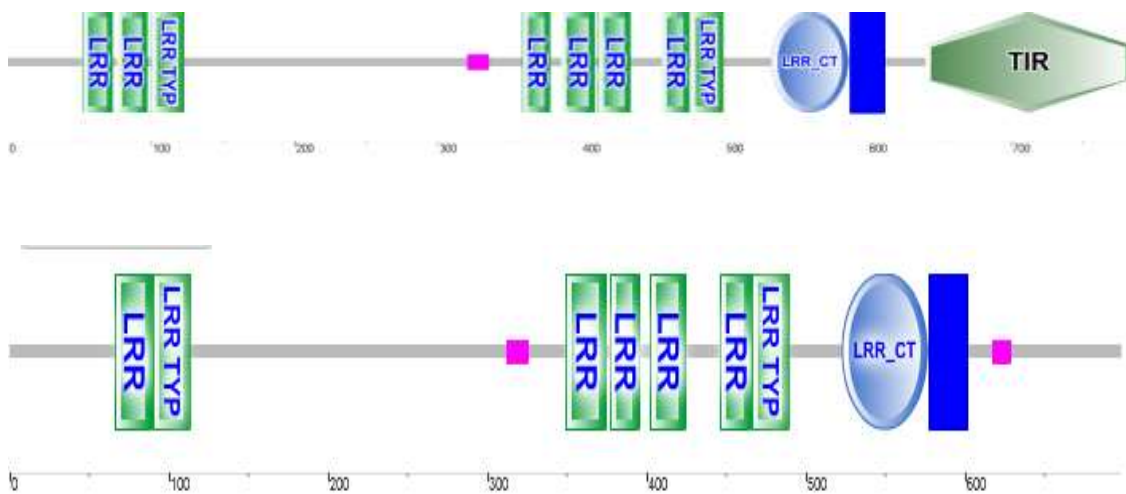 LRR LRR LRR TYP LRR LRR LRR LRR LRR TYP LRR_CT TIR
0 100 200 300 400 500 600 700
LRR LRR TYP LRR LRR LRR LRR LRR TYP LRR_CT
0 100 200 300 400 500 600